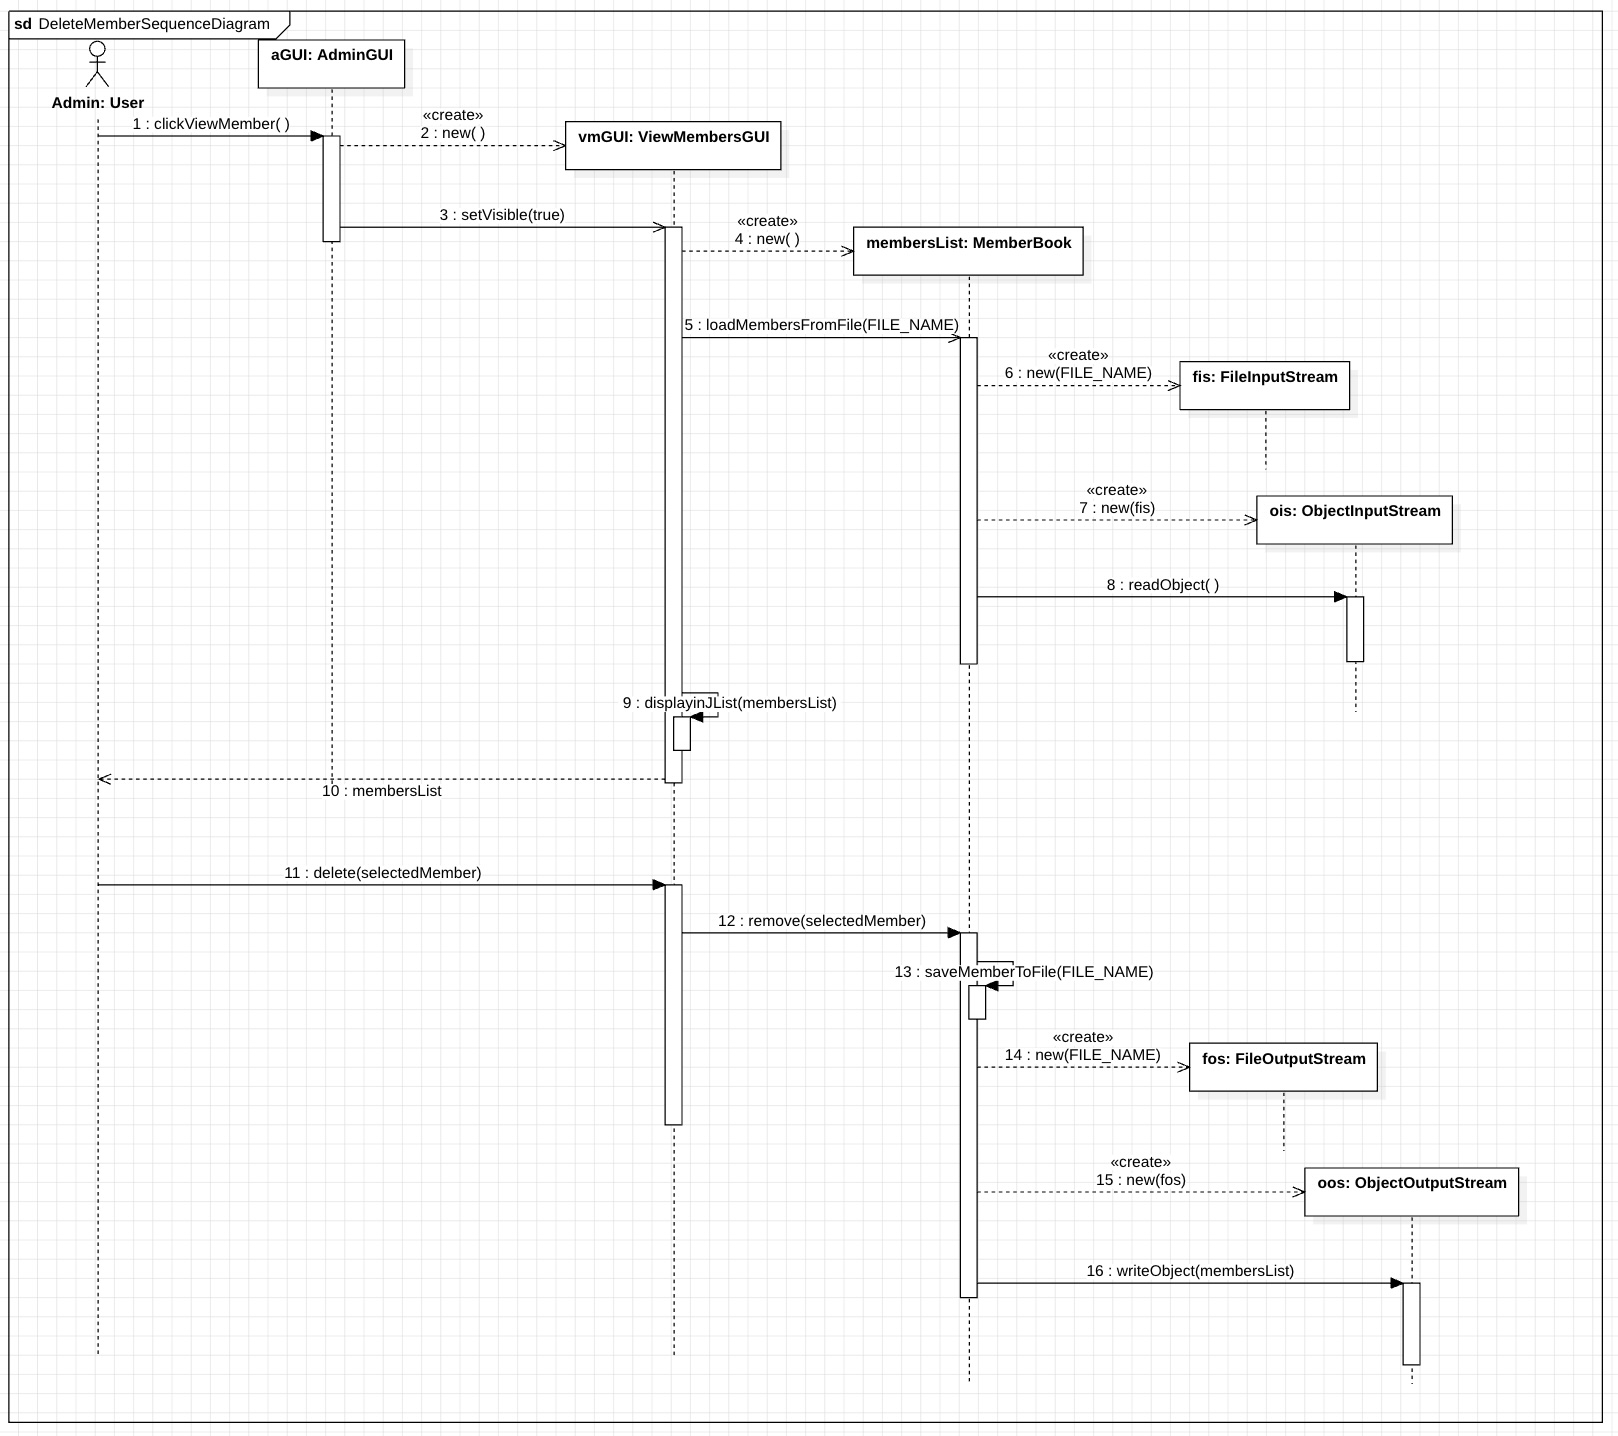 sd DeleteMemberSequenceDiagram
aGUI: AdminGUI
Admin: User
1 : clickViewMember( )
«create»
2 : new( )
vmGUI: ViewMembersGUI
3 : setVisible(true)
«create»
4 : new( )
membersList: MemberBook
5 : loadMembersFromFile(FILE_NAME)
«create»
6 : new(FILE_NAME)
fis: FileInputStream
«create»
7 : new(fis)
ois: ObjectInputStream
8 : readObject( )
9 : displayinJList(membersList)
10 : membersList
11 : delete(selectedMember)
12 : remove(selectedMember)
13 : saveMemberToFile(FILE_NAME)
«create»
14 : new(FILE_NAME)
fos: FileOutputStream
«create»
15 : new(fos)
oos: ObjectOutputStream
16 : writeObject(membersList)